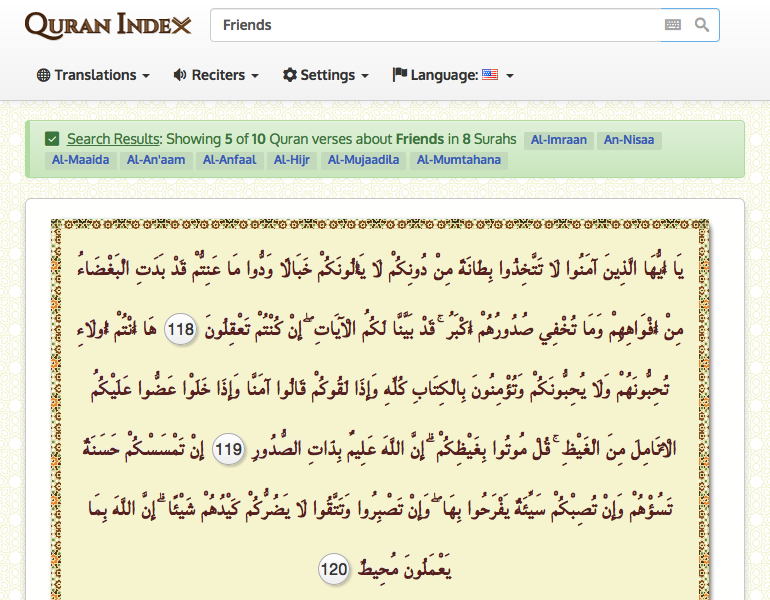 QURAN INDEX
Friends
Translations
Reciters
Settings
Language:
Search Results: Showing 5 of 10 Quran verses about Friends in 8 Surahs Al-Imraan An-Nisaa
Al-Maaida Al-An'aam Al-Anfaal Al-Hijr Al-Mujaadila Al-Mumtahana
يَا أَيُّهَا الَّذِينَ آمَنُوا لَا تَتَّخِذُوا بِطَانَةً مِنْ دُونِكُمْ لَا يَأْلُونَكُمْ خَبَالًا وَدُّوا مَا عَنِتُّمْ قَدْ بَدَتِ الْبَغْضَاءُ
مِنْ أَفْوَاهِهِمْ وَمَا تُخْفِي صُدُورُهُمْ أَكْبَرُ ۚ قَدْ بَيَّنَّا لَكُمُ الْآيَاتِ ۖ إِنْ كُنْتُمْ تَعْقِلُونَ 118 هَا أَنْتُمْ أُولَاءِ
تُحِبُّونَهُمْ وَلَا يُحِبُّونَكُمْ وَتُؤْمِنُونَ بِالْكِتَابِ كُلِّهِ وَإِذَا لَقُوكُمْ قَالُوا آمَنَّا وَإِذَا خَلَوْا عَضُّوا عَلَيْكُمُ
الْأَنَامِلَ مِنَ الْغَيْظِ ۚ قُلْ مُوتُوا بِغَيْظِكُمْ ۗ إِنَّ اللَّهَ عَلِيمٌ بِذَاتِ الصُّدُورِ 119 إِنْ تَمْسَسْكُمْ حَسَنَةٌ
تَسُؤْهُمْ وَإِنْ تُصِبْكُمْ سَيِّئَةٌ يَفْرَحُوا بِهَا ۖ وَإِنْ تَصْبِرُوا وَتَتَّقُوا لَا يَضُرُّكُمْ كَيْدُهُمْ شَيْئًا ۗ إِنَّ اللَّهَ بِمَا
يَعْمَلُونَ مُحِيطٌ 120